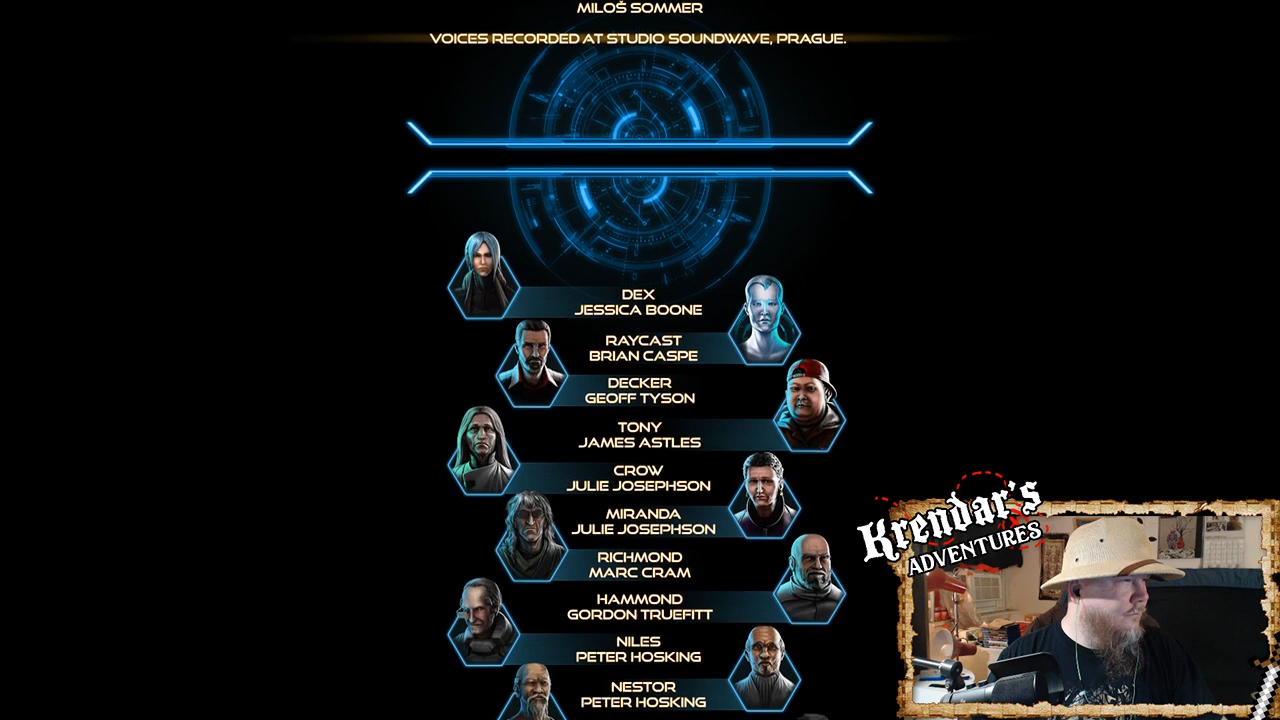 MILOŠ SOMMER
VOICES RECORDED AT STUDIO SOUNDWAVE, PRAGUE.
DEX
JESSICA BOONE
RAYCAST
BRIAN CASPE
DECKER
GEOFF TYSON
TONY
JAMES ASTLES
CROW
JULIE JOSEPHSON
MIRANDA
JULIE JOSEPHSON
RICHMOND
MARC CRAM
HAMMOND
GORDON TRUEFITT
NILES
PETER HOSKING
NESTOR
PETER HOSKING
Krendar's
ADVENTURES